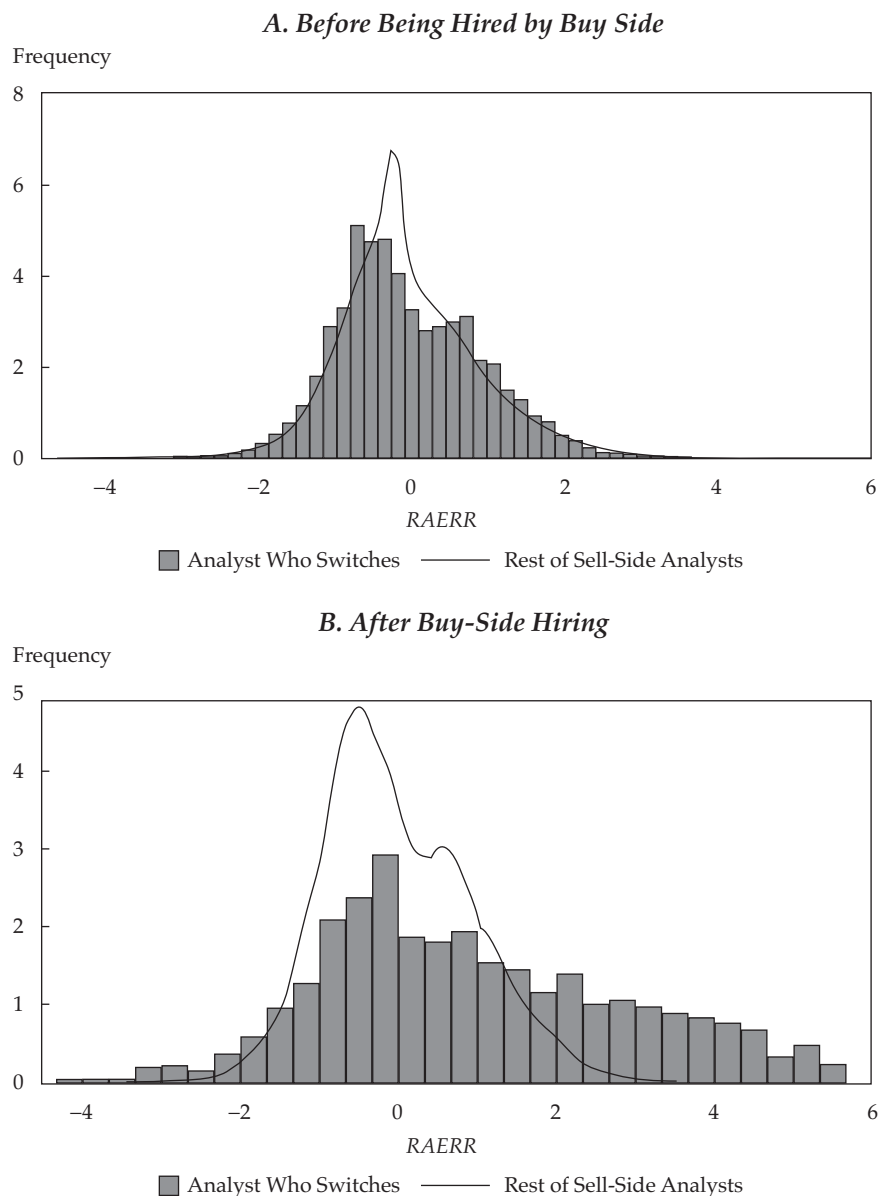 A. Before Being Hired by Buy Side
Frequency
8
6
4
2
0
−4 −2 0 2 4 6
RAERR
Analyst Who Switches Rest of Sell-Side Analysts
B. After Buy-Side Hiring
Frequency
5
4
3
2
1
0
−4 −2 0 2 4 6
RAERR
Analyst Who Switches Rest of Sell-Side Analysts